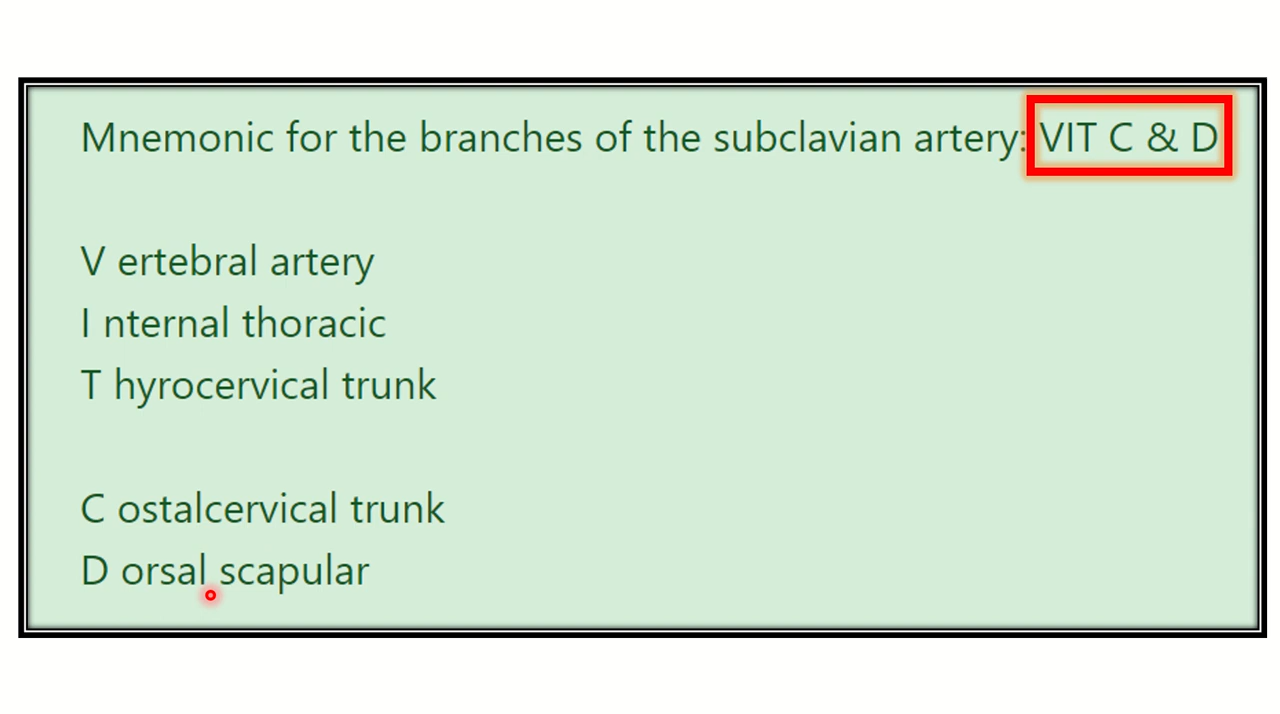 Mnemonic for the branches of the subclavian artery: VIT C & D
V ertebral artery
I nternal thoracic
T hyrocervical trunk
C ostalcervical trunk
D orsal scapular